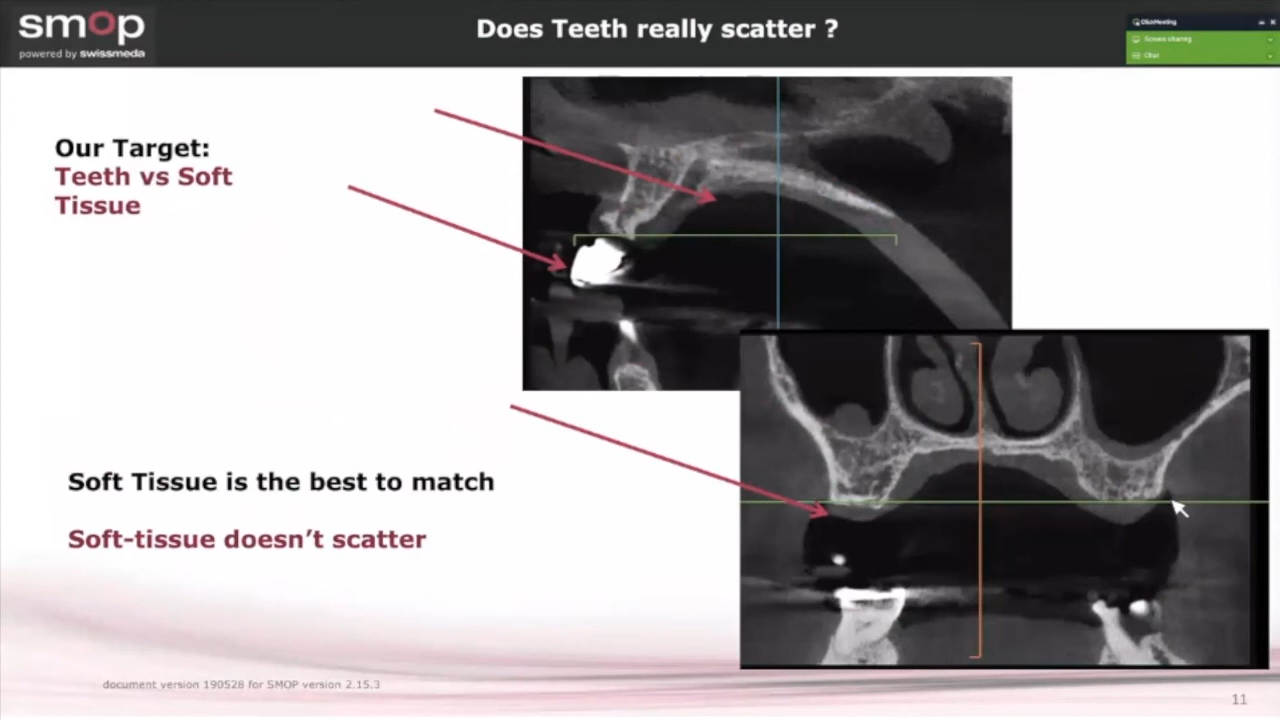 smop
powered by swissmeda
Does Teeth really scatter ?
ClickMeeting
Screen sharing
Chat
Our Target:
Teeth vs Soft
Tissue
Soft Tissue is the best to match
Soft-tissue doesn’t scatter
document version 190528 for SMOP version 2.15.3
11